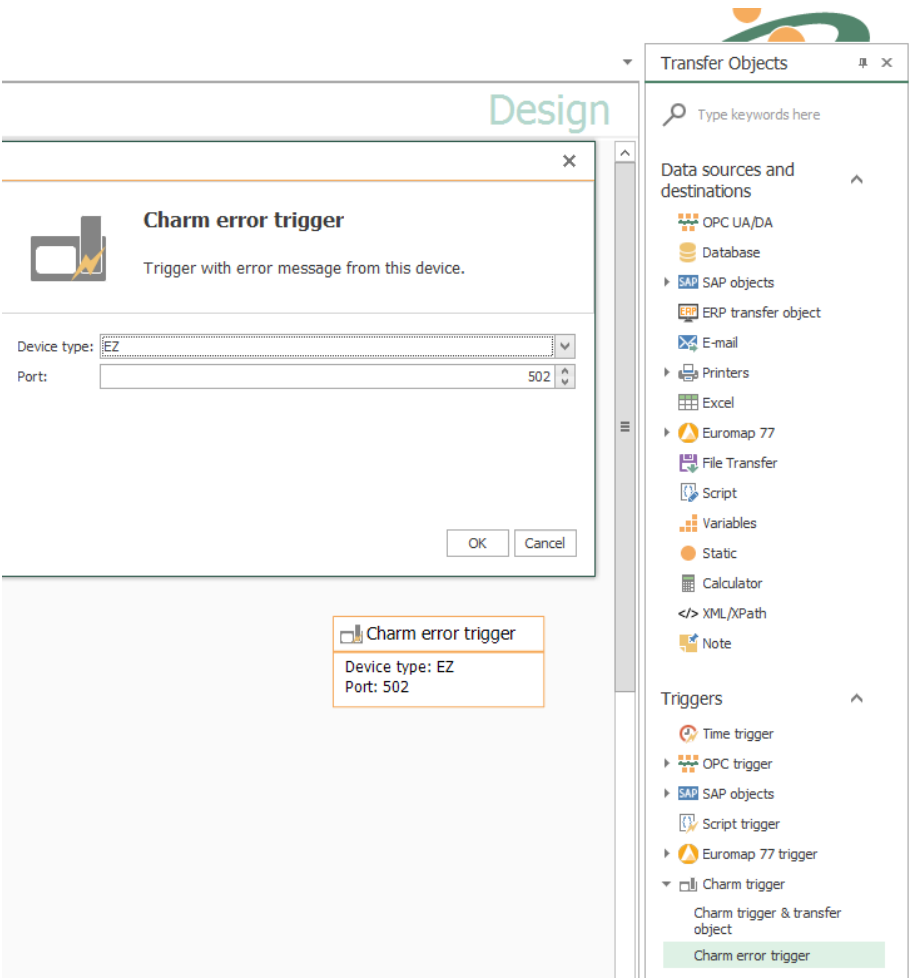 Design
Charm error trigger
Trigger with error message from this device.
Device type: EZ
Port: 502
OK Cancel
Charm error trigger
Device type: EZ
Port: 502
Transfer Objects
Type keywords here
Data sources and
destinations
OPC UA/DA
Database
SAP SAP objects
ERP ERP transfer object
E-mail
Printers
Excel
Euromap 77
File Transfer
Script
Variables
Static
Calculator
</> XML/XPath
Note
Triggers
Time trigger
OPC trigger
SAP SAP objects
Script trigger
Euromap 77 trigger
Charm trigger
Charm trigger & transfer
object
Charm error trigger